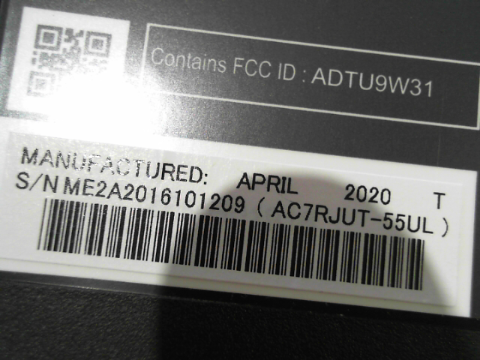 Contains FCC ID : ADTU9W31
MANUFACTURED: APRIL 2020 T
S/N ME2A2016101209 ( AC7RJUT-55UL )